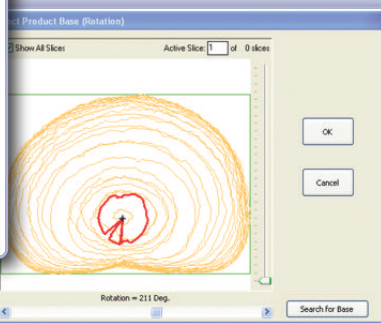 ct Product Base (Rotation)
Show All Slices Active Slice: 1 of 0 slices
OK
Cancel
Rotation = 211 Deg.
Search for Base